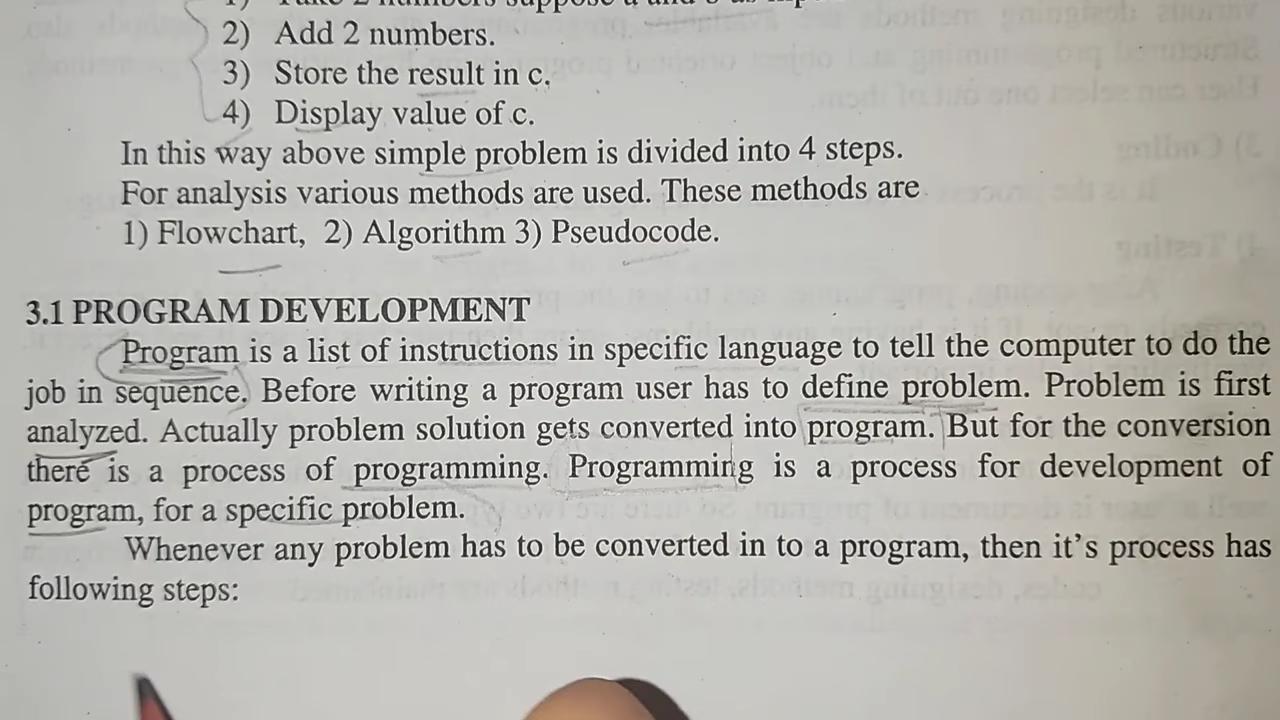 2) Add 2 numbers.
3) Store the result in c.
4) Display value of c.
In this way above simple problem is divided into 4 steps.
For analysis various methods are used. These methods are
1) Flowchart, 2) Algorithm 3) Pseudocode.
3.1 PROGRAM DEVELOPMENT
Program is a list of instructions in specific language to tell the computer to do the
job in sequence. Before writing a program user has to define problem. Problem is first
analyzed. Actually problem solution gets converted into program. But for the conversion
there is a process of programming. Programming is a process for development of
program, for a specific problem.
Whenever any problem has to be converted in to a program, then it's process has
following steps: